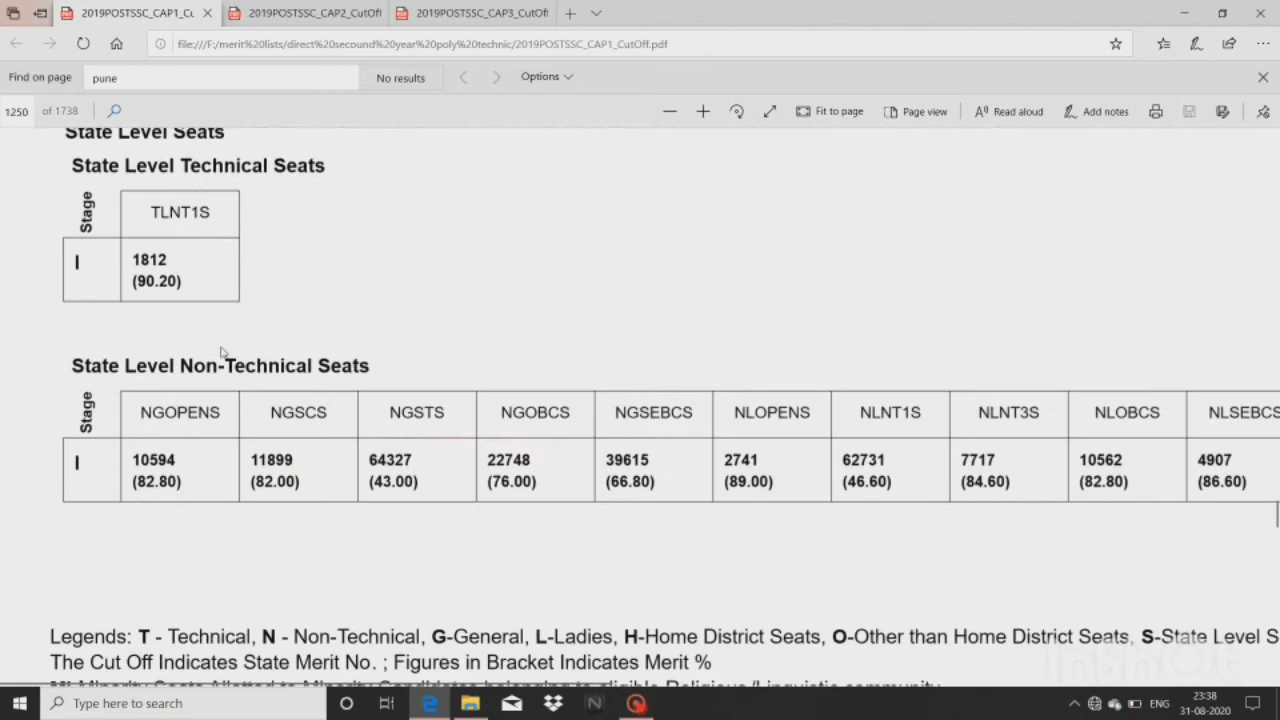 2019POSTSSC_CAP1_Cu
2019POSTSSC_CAP2_CutOf
2019POSTSSC_CAP3_CutOf
file:///F:/merit%20lists/direct%20secound%20year%20poly%20technic/2019POSTSSC_CAP1_CutOff.pdf
Find on page pune No results Options
1250 of 1738 Fit to page Page view Read aloud Add notes
State Level Seats
State Level Technical Seats
Stage TLNT1S
I 1812
(90.20)
State Level Non-Technical Seats
Stage NGOPENS NGSCS NGSTS NGOBCS NGSEBCS NLOPENS NLNT1S NLNT3S NLOBCS NLSEBCS
I 10594 11899 64327 22748 39615 2741 62731 7717 10562 4907
(82.80) (82.00) (43.00) (76.00) (66.80) (89.00) (46.60) (84.60) (82.80) (86.60)
Legends: T - Technical, N - Non-Technical, G-General, L-Ladies, H-Home District Seats, O-Other than Home District Seats, S-State Level S
The Cut Off Indicates State Merit No. ; Figures in Bracket Indicates Merit %
InShOt
Type here to search
ENG
23:38
31-08-2020